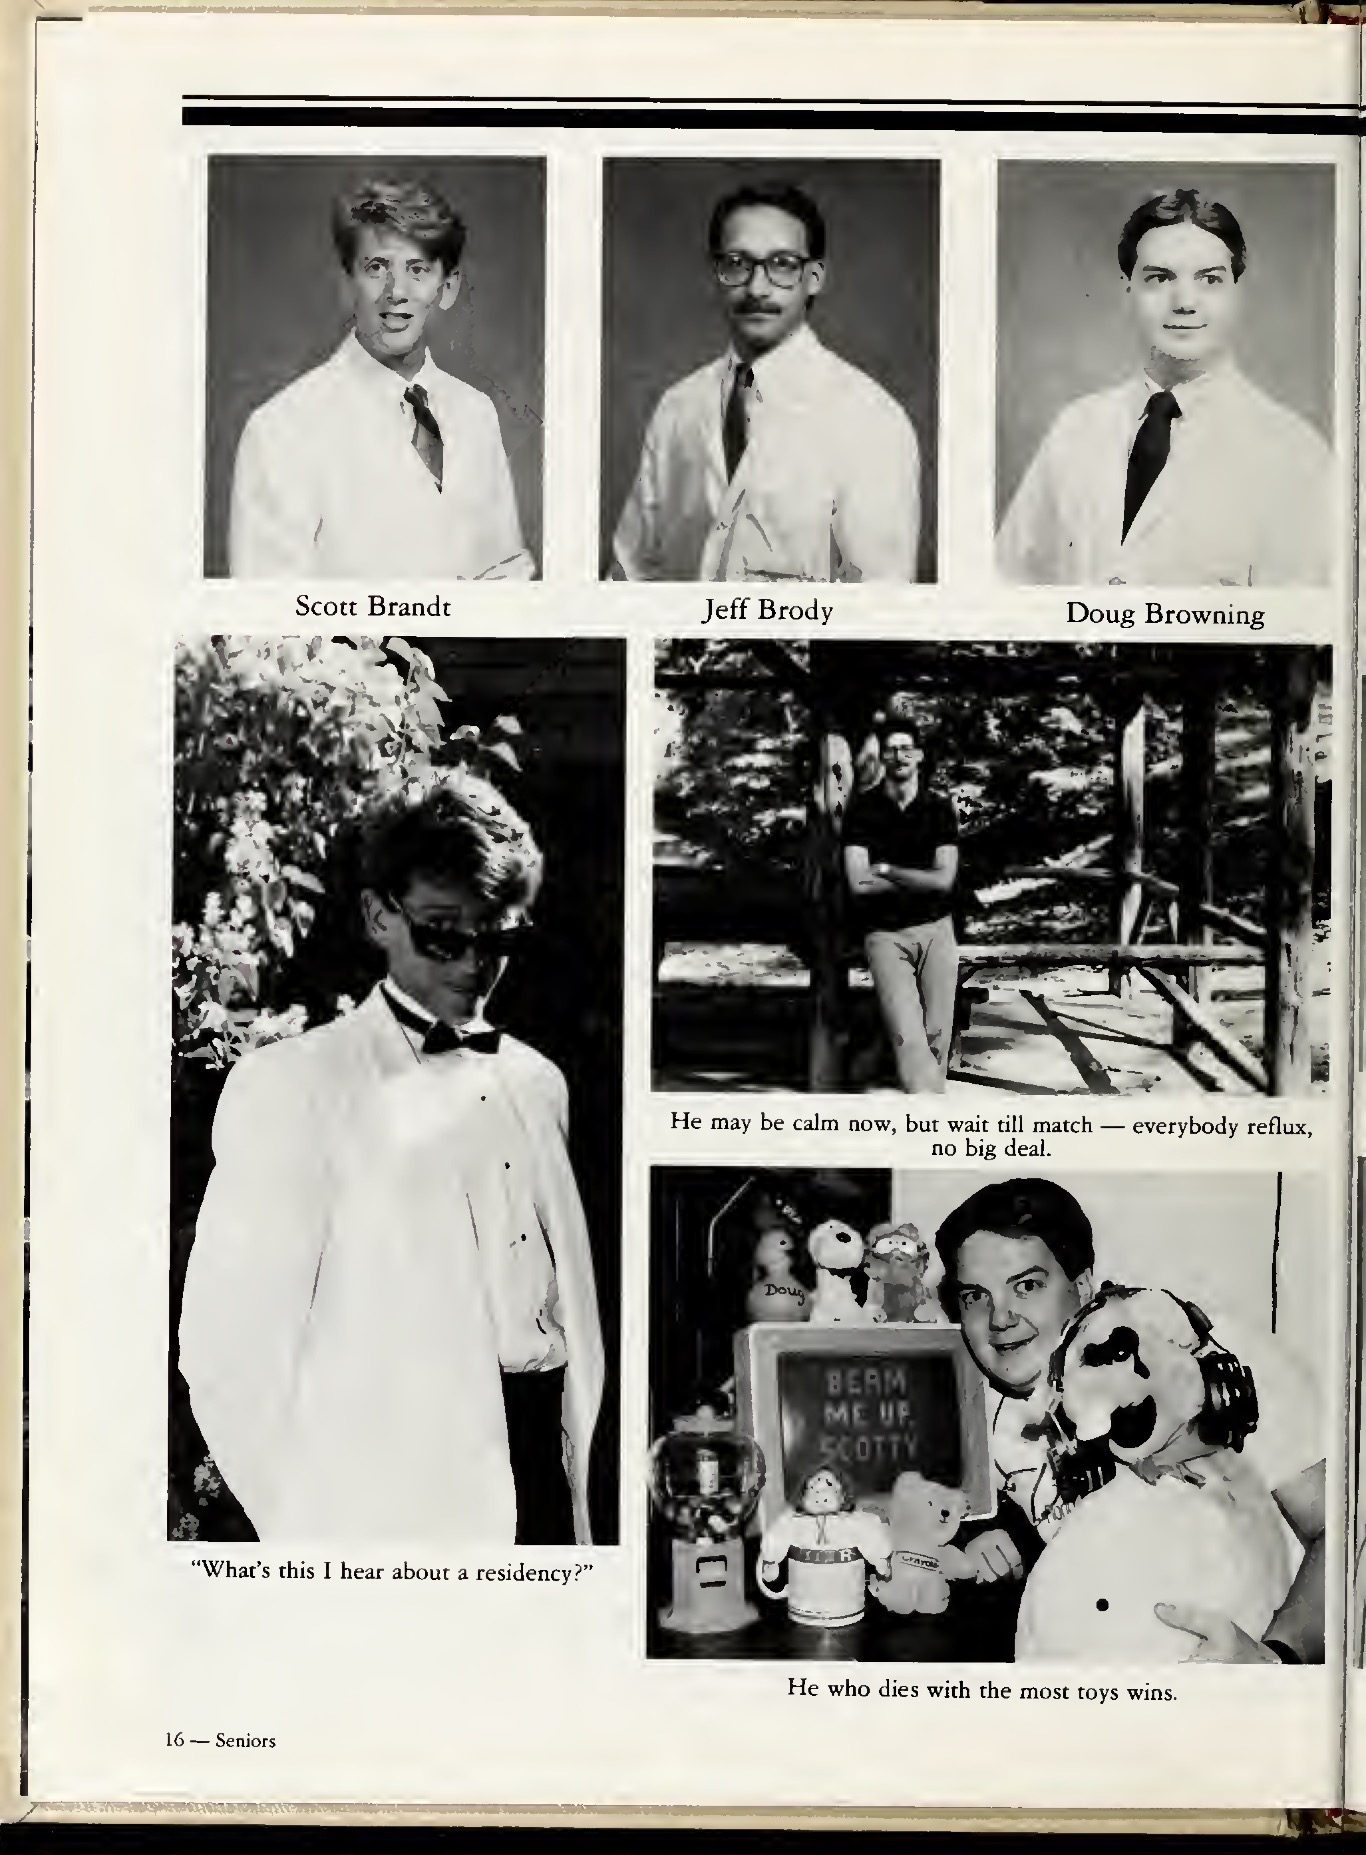 Scott Brandt
Jeff Brody
Doug Browning
He may be calm now, but wait till match — everybody reflux,
no big deal.
Doug
BEAM
ME UP,
SCOTTY
"What's this I hear about a residency?"
He who dies with the most toys wins.
16 — Seniors